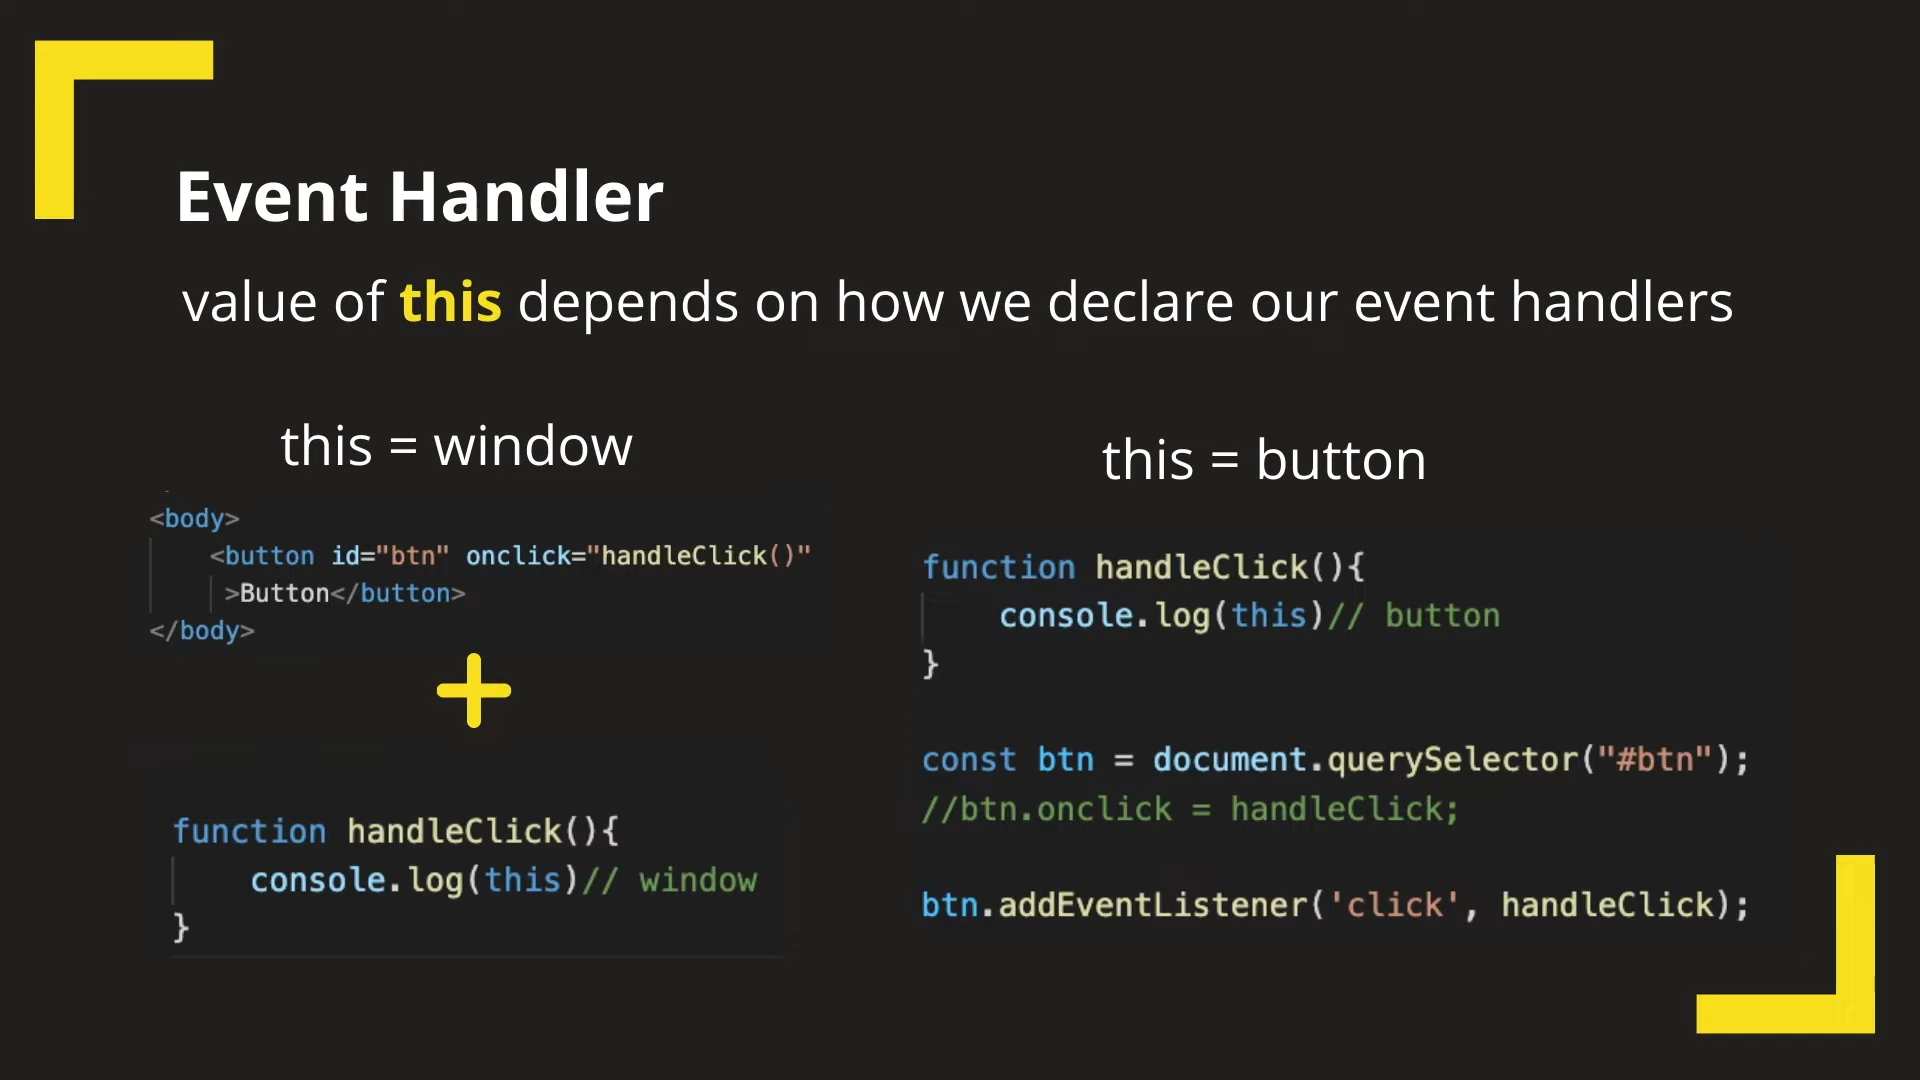 Event Handler
value of this depends on how we declare our event handlers
this = window
<body>
<button id="btn" onclick="handleClick()"
>Button</button>
</body>
+
function handleClick(){
console.log(this)// window
}
this = button
function handleClick(){
console.log(this)// button
}
const btn = document.querySelector("#btn");
//btn.onclick = handleClick;
btn.addEventListener('click', handleClick);